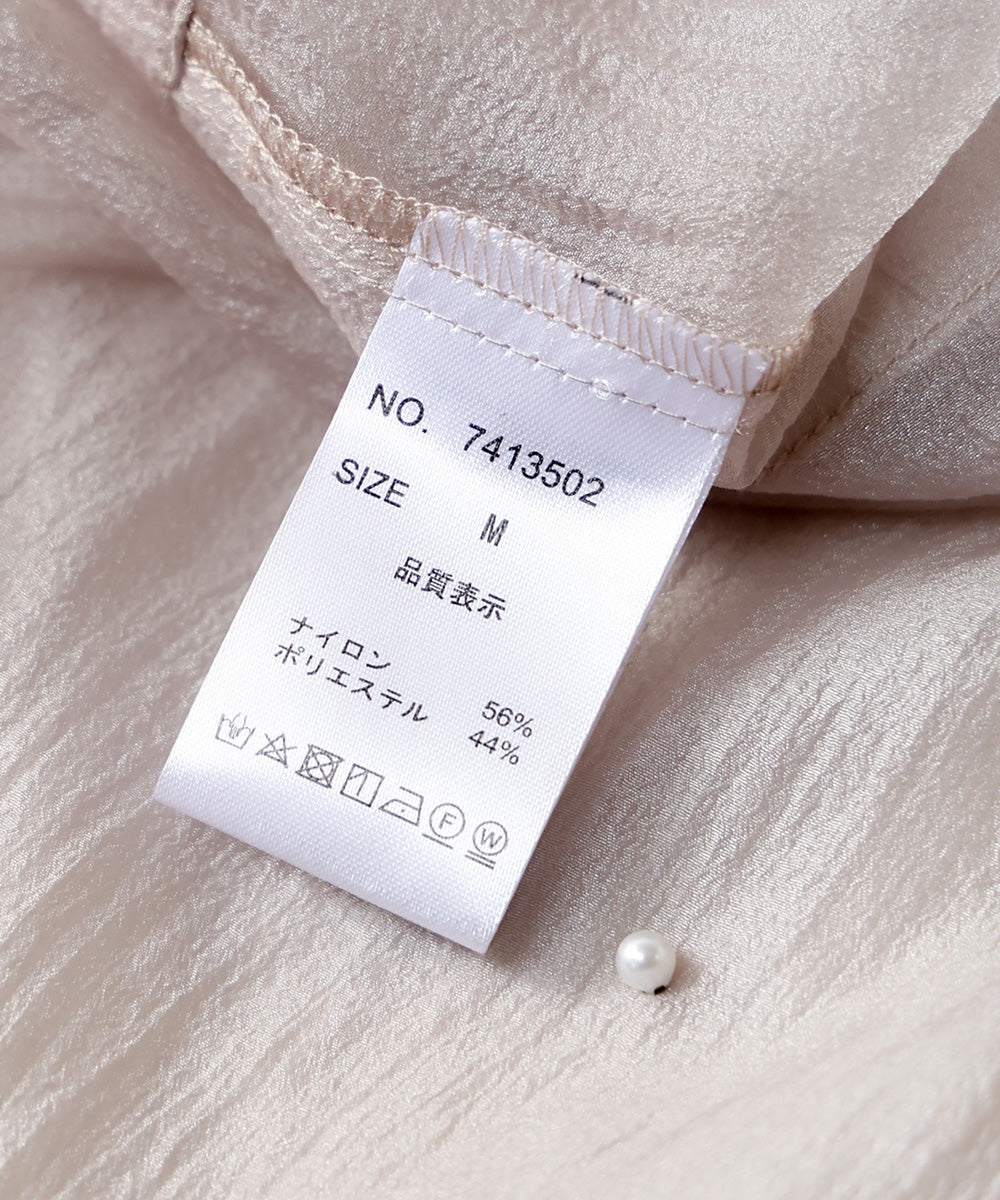 NO. 7413502
SIZE M
品質表示
ナイロン 56%
ポリエステル 44%
F W